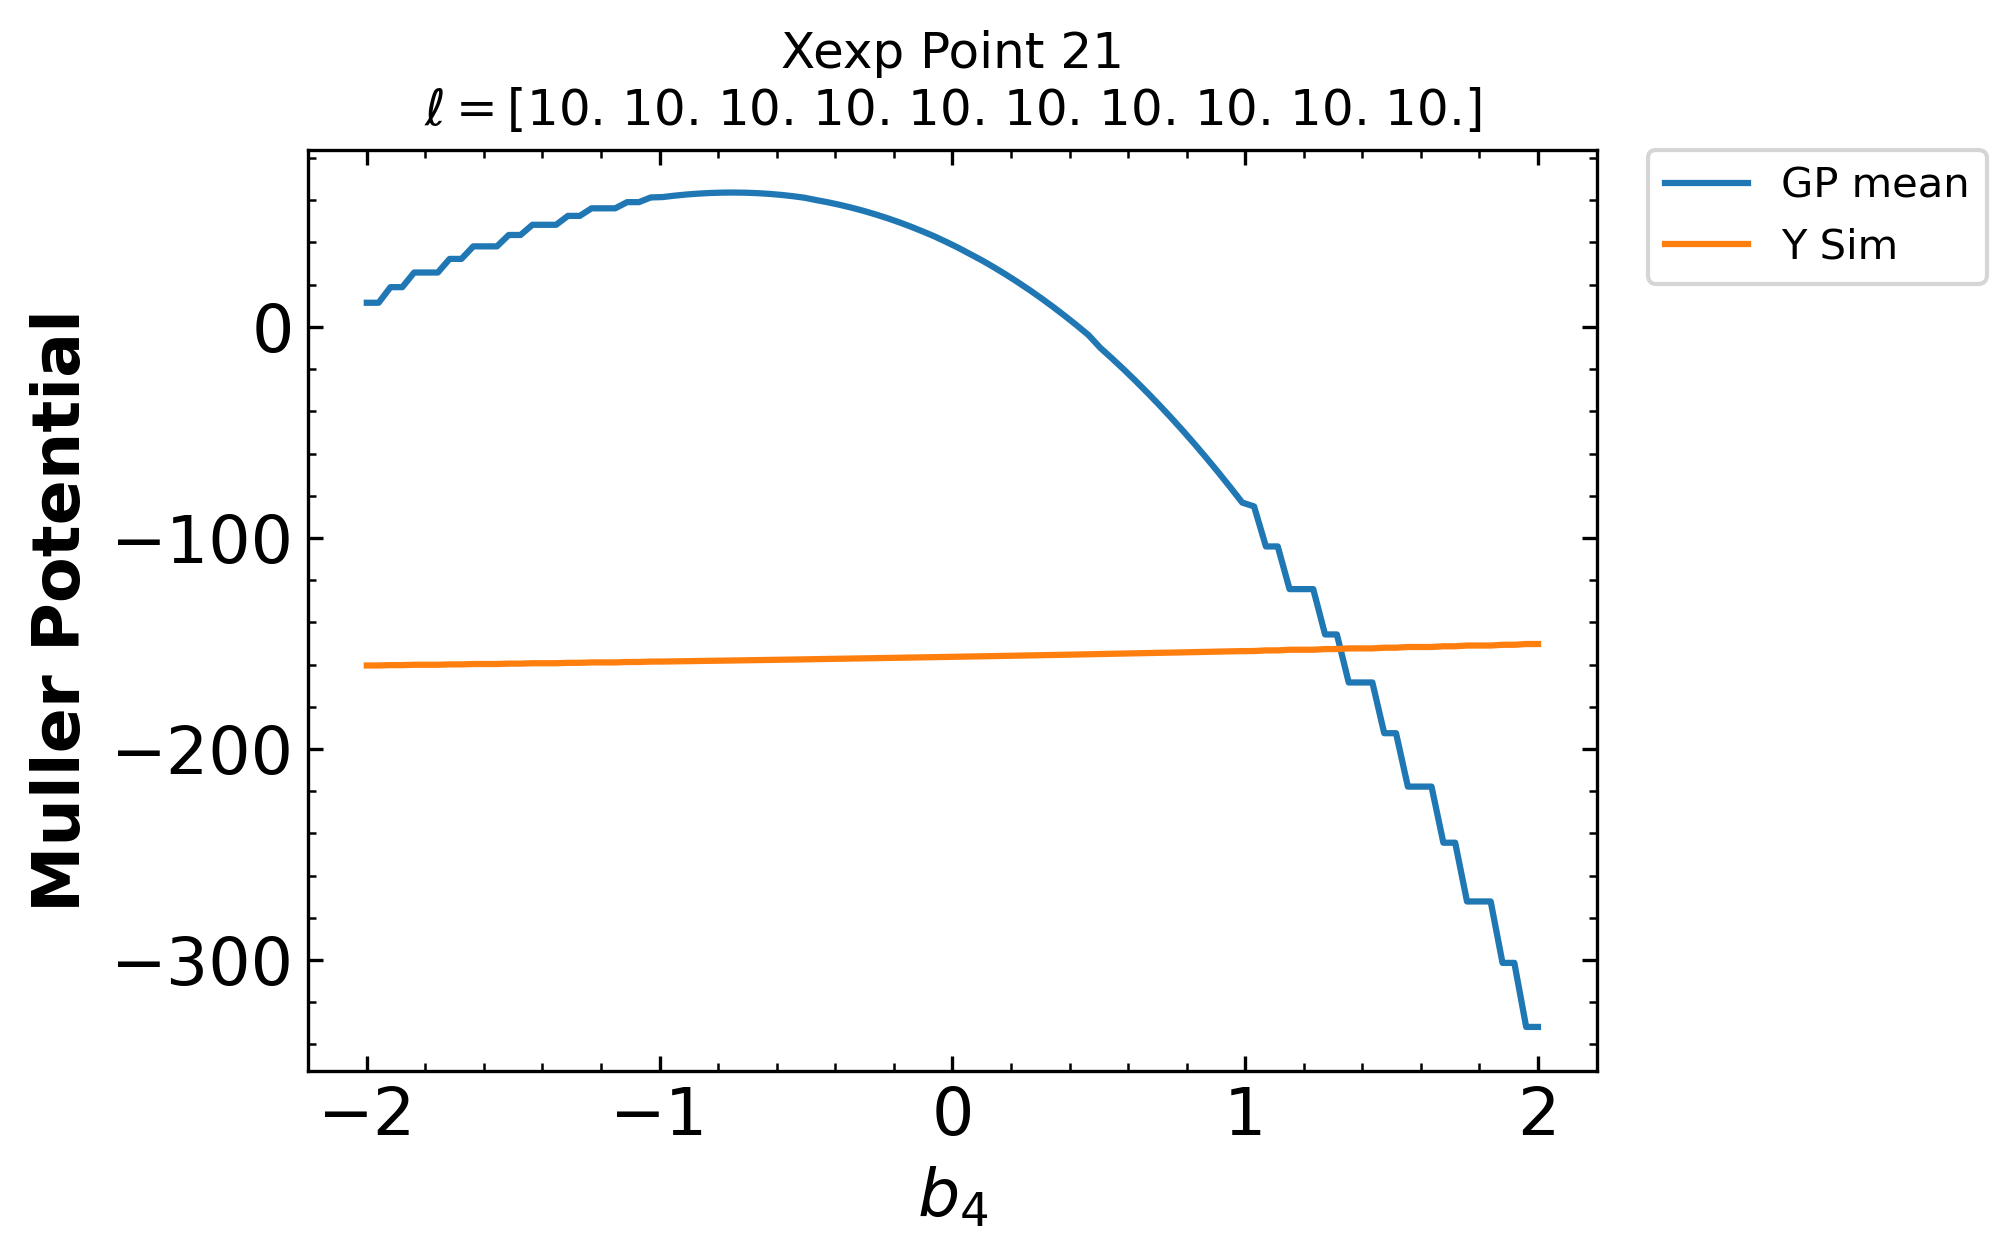 Xexp Point 21
ℓ = [10. 10. 10. 10. 10. 10. 10. 10. 10. 10.]
GP mean
Y Sim
Muller Potential
0
−100
−200
−300
−2 −1 0 1 2
b₄